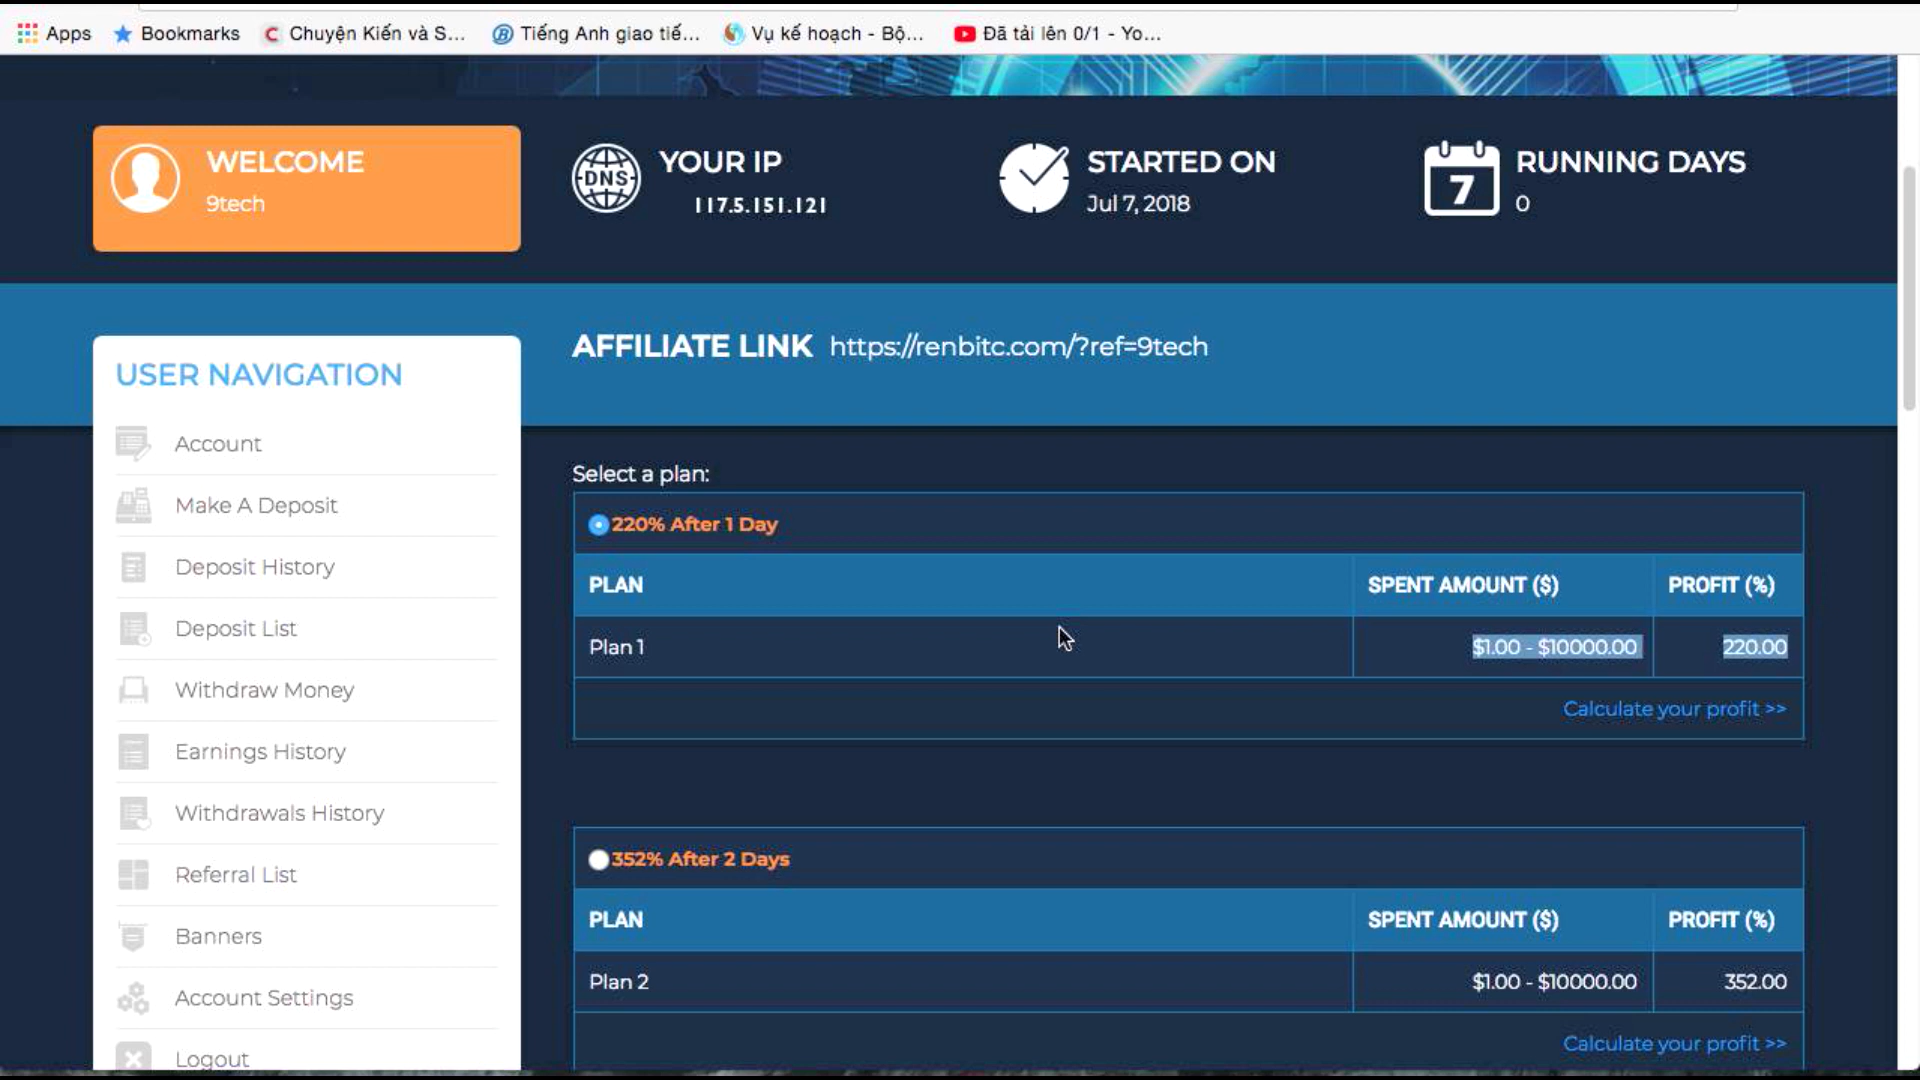 Apps Bookmarks Chuyện Kiến và S... Tiếng Anh giao tiế... Vụ kế hoạch - Bộ... Đã tải lên 0/1 - Yo...
WELCOME
9tech
DNS
YOUR IP
117.5.151.121
STARTED ON
Jul 7, 2018
7
RUNNING DAYS
0
AFFILIATE LINK https://renbitc.com/?ref=9tech
USER NAVIGATION
Account
Make A Deposit
Deposit History
Deposit List
Withdraw Money
Earnings History
Withdrawals History
Referral List
Banners
Account Settings
Logout
Select a plan:
220% After 1 Day
PLAN SPENT AMOUNT ($) PROFIT (%)
Plan 1 $1.00 - $10000.00 220.00
Calculate your profit >>
352% After 2 Days
PLAN SPENT AMOUNT ($) PROFIT (%)
Plan 2 $1.00 - $10000.00 352.00
Calculate your profit >>